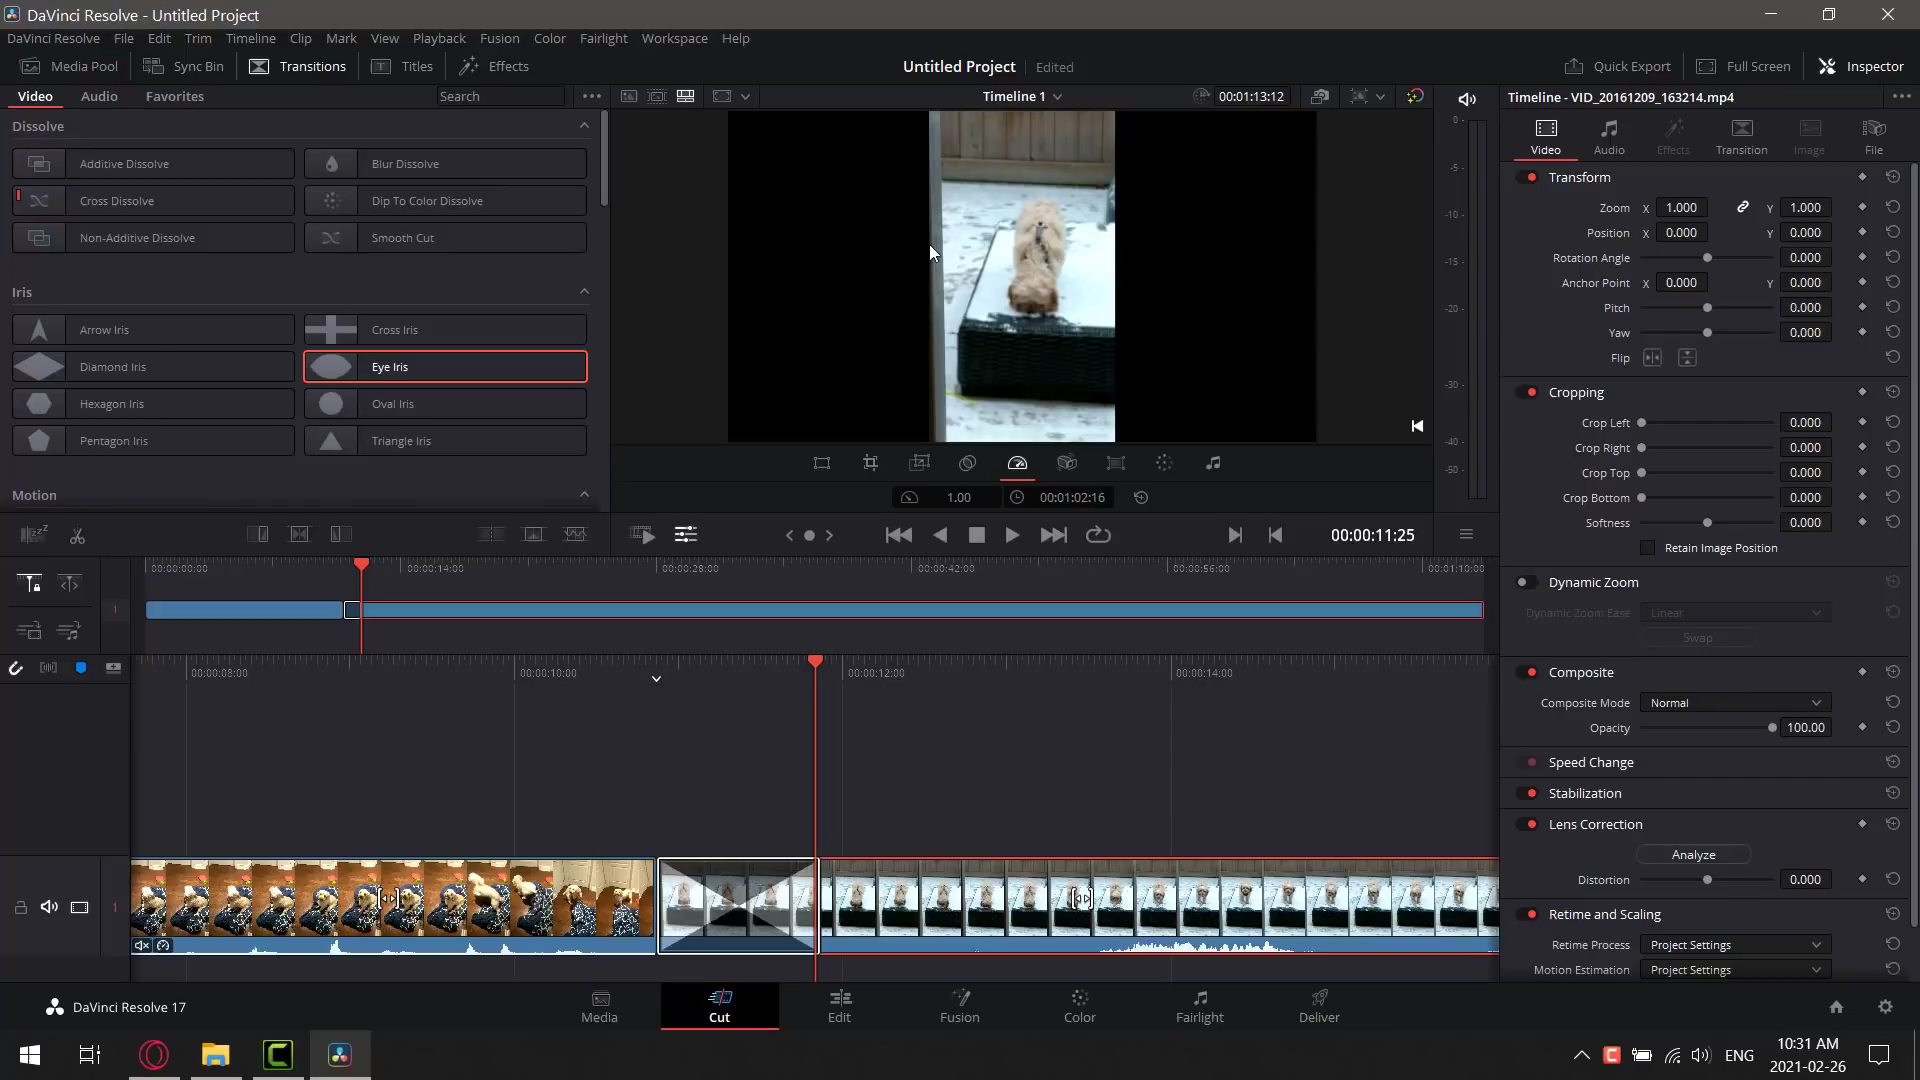 DaVinci Resolve - Untitled Project
DaVinci Resolve File Edit Trim Timeline Clip Mark View Playback Fusion Color Fairlight Workspace Help
Media Pool Sync Bin Transitions Titles Effects Untitled Project Edited Quick Export Full Screen Inspector
Video Audio Favorites Search Timeline 1 00:01:13:12 Timeline - VID_20161209_163214.mp4
Dissolve
Additive Dissolve Blur Dissolve
Cross Dissolve Dip To Color Dissolve
Non-Additive Dissolve Smooth Cut
Iris
Arrow Iris Cross Iris
Diamond Iris Eye Iris
Hexagon Iris Oval Iris
Pentagon Iris Triangle Iris
Motion
0
-5
-10
-15
-20
-30
-40
-50
1.00 00:01:02:16
00:00:11:25
Video Audio Effects Transition Image File
Transform
Zoom X 1.000 Y 1.000
Position X 0.000 Y 0.000
Rotation Angle 0.000
Anchor Point X 0.000 Y 0.000
Pitch 0.000
Yaw 0.000
Flip
Cropping
Crop Left 0.000
Crop Right 0.000
Crop Top 0.000
Crop Bottom 0.000
Softness 0.000
Retain Image Position
Dynamic Zoom
Dynamic Zoom Ease Linear
Swap
Composite
Composite Mode Normal
Opacity 100.00
Speed Change
Stabilization
Lens Correction
Analyze
Distortion 0.000
Retime and Scaling
Retime Process Project Settings
Motion Estimation Project Settings
00:00:00:00 00:00:14:00 00:00:28:00 00:00:42:00 00:00:56:00 00:01:10:00
1
00:00:08:00 00:00:10:00 00:00:12:00 00:00:14:00
1
DaVinci Resolve 17 Media Cut Edit Fusion Color Fairlight Deliver
ENG 10:31 AM
2021-02-26